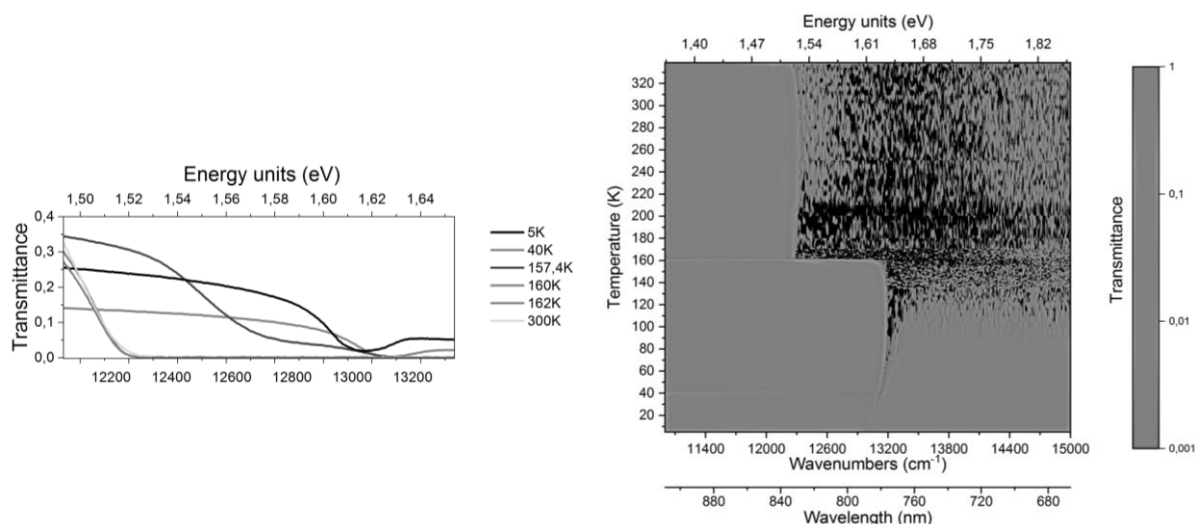 Energy units (eV)
1,50 1,52 1,54 1,56 1,58 1,60 1,62 1,64
0,4
0,3
0,2
0,1
0,0
Transmittance
12200 12400 12600 12800 13000 13200
5K
40K
157,4K
160K
162K
300K
Energy units (eV)
1,40 1,47 1,54 1,61 1,68 1,75 1,82
320
300
280
260
240
220
200
180
160
140
120
100
80
60
40
20
Temperature (K)
11400 12000 12600 13200 13800 14400 15000
Wavenumbers (cm⁻¹)
880 840 800 760 720 680
Wavelength (nm)
Transmittance
1
0,1
0,01
0,001